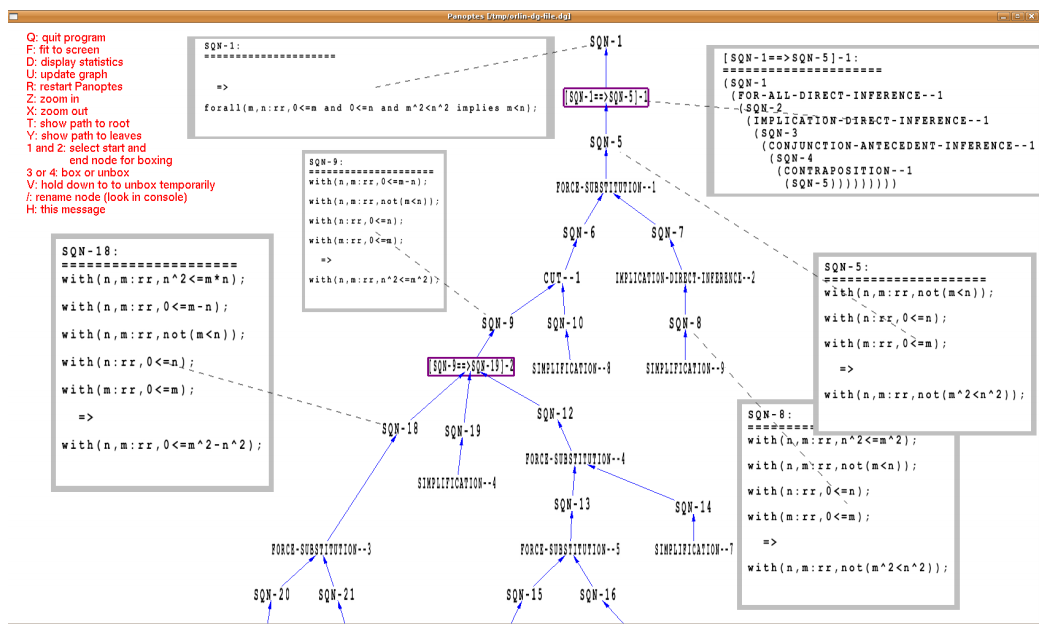 Panoptes [/tmp/orlin-dg-file.dg]
Q: quit program
F: fit to screen
D: display statistics
U: update graph
R: restart Panoptes
Z: zoom in
X: zoom out
T: show path to root
Y: show path to leaves
1 and 2: select start and
end node for boxing
3 or 4: box or unbox
V: hold down to to unbox temporarily
/: rename node (look in console)
H: this message
SQN-1:
=====================
=>
forall(m,n:rr,0<=m and 0<=n and m^2<n^2 implies m<n);
SQN-1
[SQN-1==>SQN-5]-1
[SQN-1==>SQN-5]-1:
=====================
(SQN-1
(FOR-ALL-DIRECT-INFERENCE--1
(SQN-2
(IMPLICATION-DIRECT-INFERENCE--1
(SQN-3
(CONJUNCTION-ANTECEDENT-INFERENCE--1
(SQN-4
(CONTRAPOSITION--1
(SQN-5)))))))))
SQN-5
FORCE-SUBSTITUTION--1
SQN-9:
=====================
with(n,m:rr,0<=m-n);
with(n,m:rr,not(m<n));
with(n:rr,0<=n);
with(m:rr,0<=m);
=>
with(n,m:rr,n^2<=m^2);
SQN-6
SQN-7
CUT--1
IMPLICATION-DIRECT-INFERENCE--2
SQN-18:
=====================
with(n,m:rr,n^2<=m*n);
with(n,m:rr,0<=m-n);
with(n,m:rr,not(m<n));
with(n:rr,0<=n);
with(m:rr,0<=m);
=>
with(n,m:rr,0<=m^2-n^2);
SQN-5:
=====================
with(n,m:rr,not(m<n));
with(n:rr,0<=n);
with(m:rr,0<=m);
=>
with(n,m:rr,not(m^2<n^2));
SQN-9
SQN-10
SQN-8
[SQN-9==>SQN-19]-2
SIMPLIFICATION--8
SIMPLIFICATION--9
SQN-18
SQN-19
SQN-12
SQN-8:
with(n,m:rr,n^2<=m^2);
with(n,m:rr,not(m<n));
with(n:rr,0<=n);
with(m:rr,0<=m);
=>
with(n,m:rr,not(m^2<n^2));
FORCE-SUBSTITUTION--4
SIMPLIFICATION--4
SQN-13
SQN-14
FORCE-SUBSTITUTION--3
FORCE-SUBSTITUTION--5
SIMPLIFICATION--7
SQN-20
SQN-21
SQN-15
SQN-16